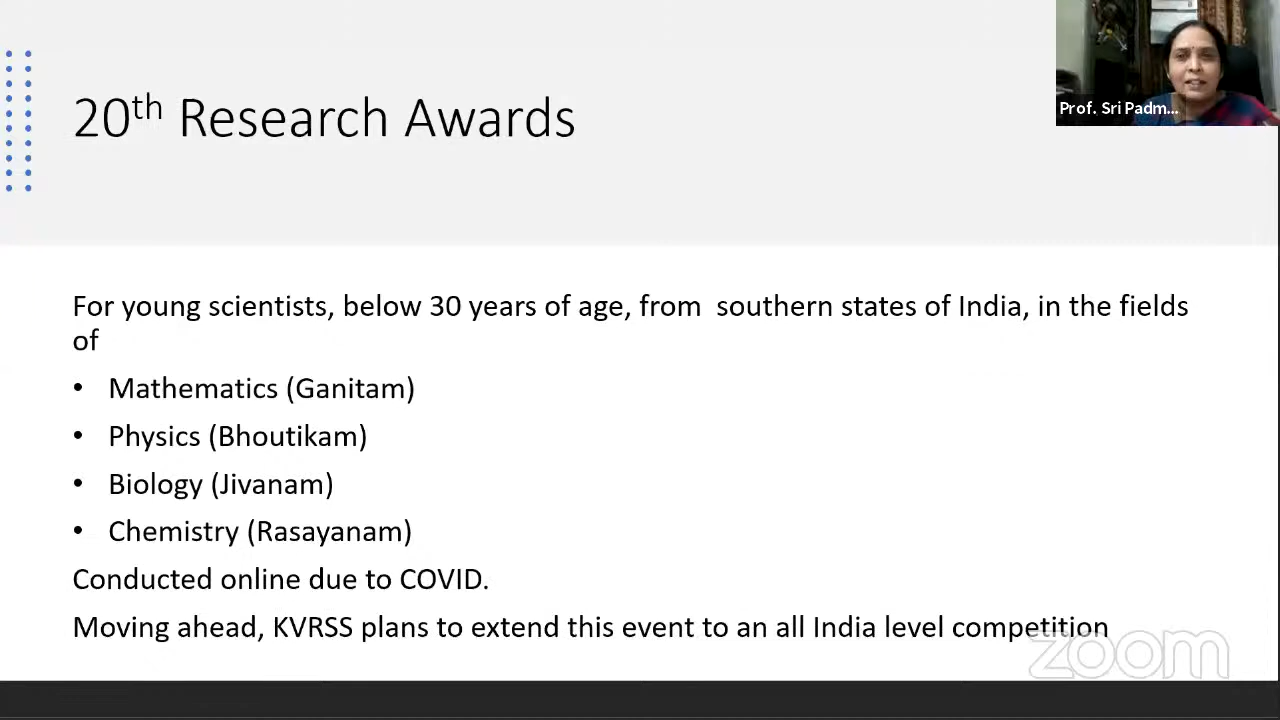 20th Research Awards
Prof. Sri Padm...
For young scientists, below 30 years of age, from southern states of India, in the fields
of
• Mathematics (Ganitam)
• Physics (Bhoutikam)
• Biology (Jivanam)
• Chemistry (Rasayanam)
Conducted online due to COVID.
Moving ahead, KVRSS plans to extend this event to an all India level competition
zoom